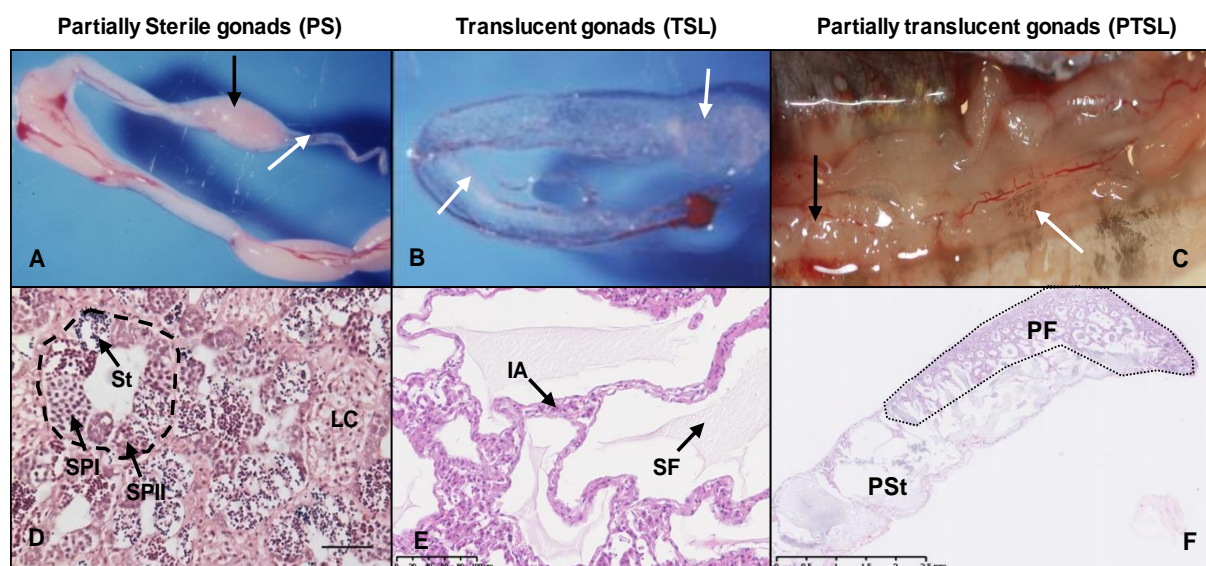 Partially Sterile gonads (PS)
Translucent gonads (TSL)
Partially translucent gonads (PTSL)
A
B
C
St
LC
SPI
SPII
D
IA
SF
E
PF
PSt
F